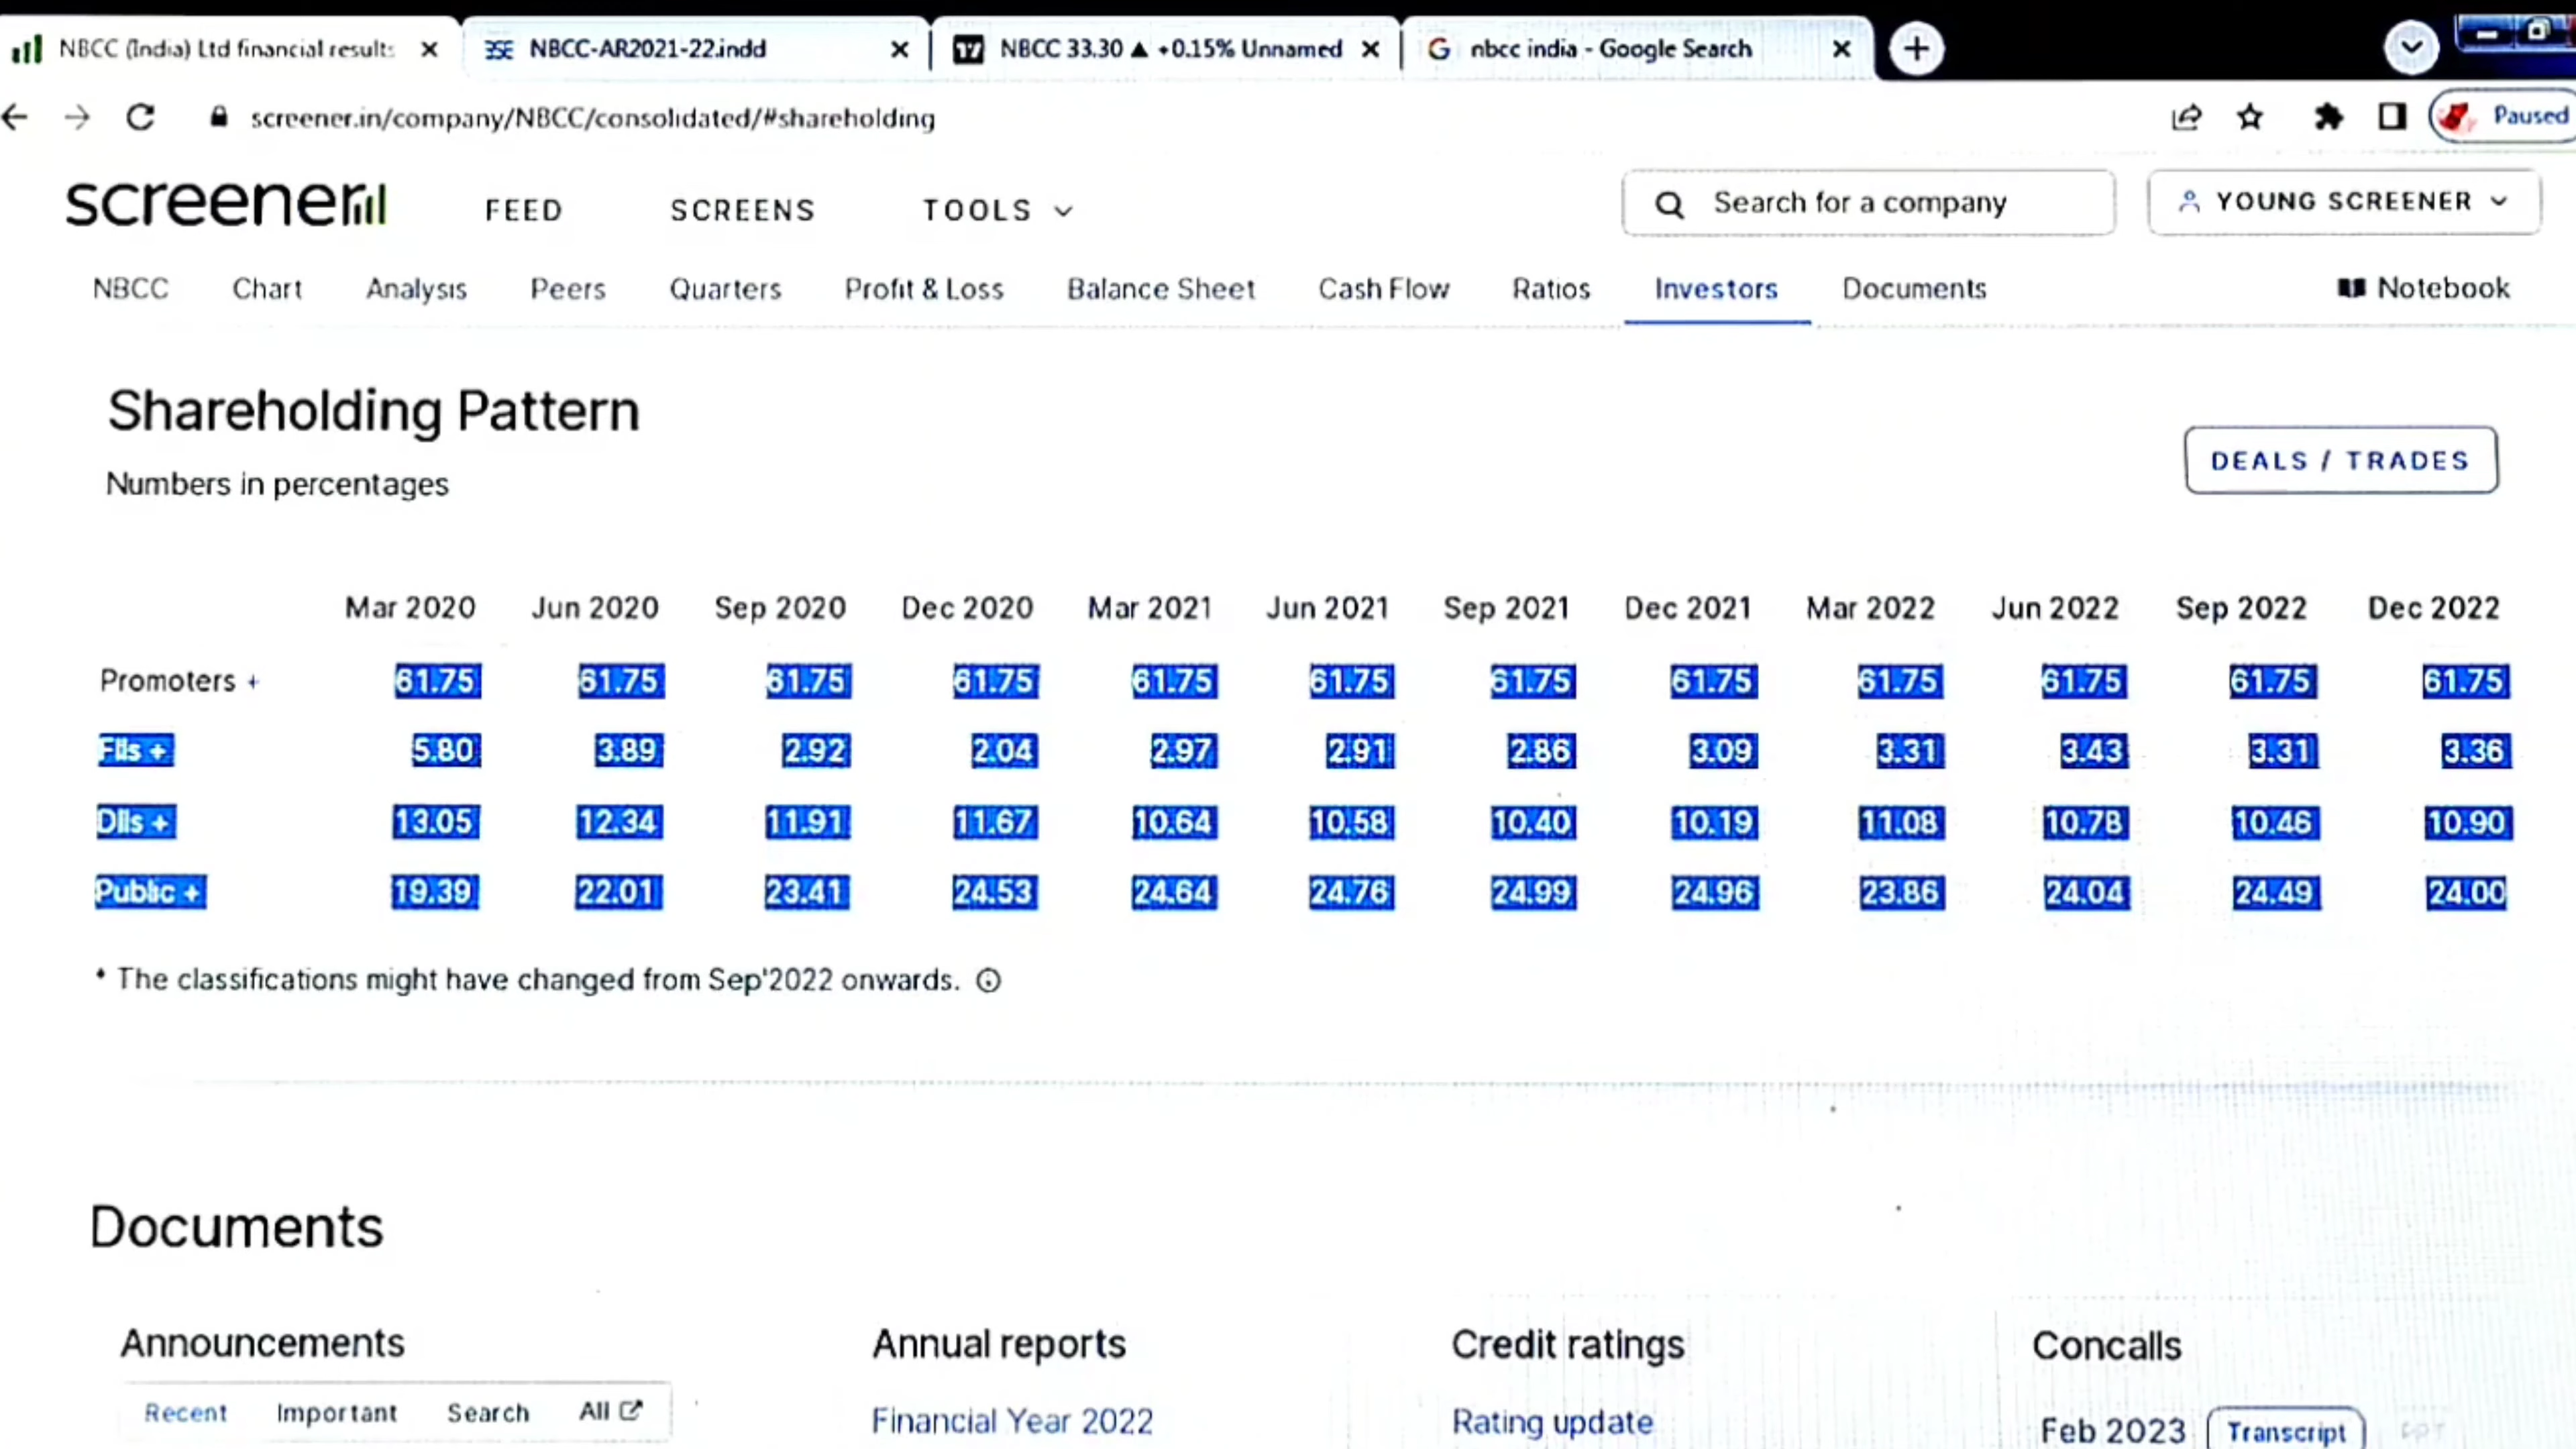 NBCC (India) Ltd financial results
NBCC-AR2021-22.indd
NBCC 33.30 ▲ +0.15% Unnamed
nbcc india - Google Search
screener.in/company/NBCC/consolidated/#shareholding
Paused
screener
FEED SCREENS TOOLS
Search for a company
YOUNG SCREENER
NBCC Chart Analysis Peers Quarters Profit & Loss Balance Sheet Cash Flow Ratios Investors Documents Notebook
Shareholding Pattern
DEALS / TRADES
Numbers in percentages
Mar 2020 Jun 2020 Sep 2020 Dec 2020 Mar 2021 Jun 2021 Sep 2021 Dec 2021 Mar 2022 Jun 2022 Sep 2022 Dec 2022
Promoters + 61.75 61.75 61.75 61.75 61.75 61.75 61.75 61.75 61.75 61.75 61.75 61.75
FIIs + 5.80 3.89 2.92 2.04 2.97 2.91 2.86 3.09 3.31 3.43 3.31 3.36
DIIs + 13.05 12.34 11.91 11.67 10.64 10.58 10.40 10.19 11.08 10.78 10.46 10.90
Public + 19.39 22.01 23.41 24.53 24.64 24.76 24.99 24.96 23.86 24.04 24.49 24.00
* The classifications might have changed from Sep'2022 onwards.
Documents
Announcements
Recent Important Search All
Annual reports
Financial Year 2022
Credit ratings
Rating update
Concalls
Feb 2023 Transcript PPT